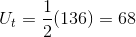 $U_t = \frac{1}{2}(136) = 68$